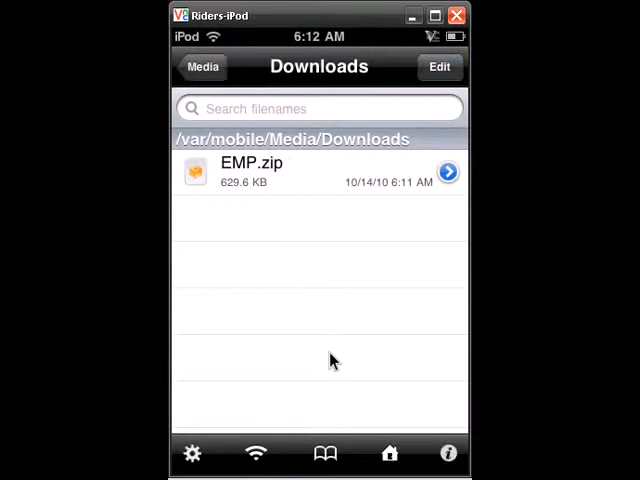 Riders-iPod
iPod 6:12 AM
Media Downloads Edit
Search filenames
/var/mobile/Media/Downloads
EMP.zip
629.6 KB 10/14/10 6:11 AM